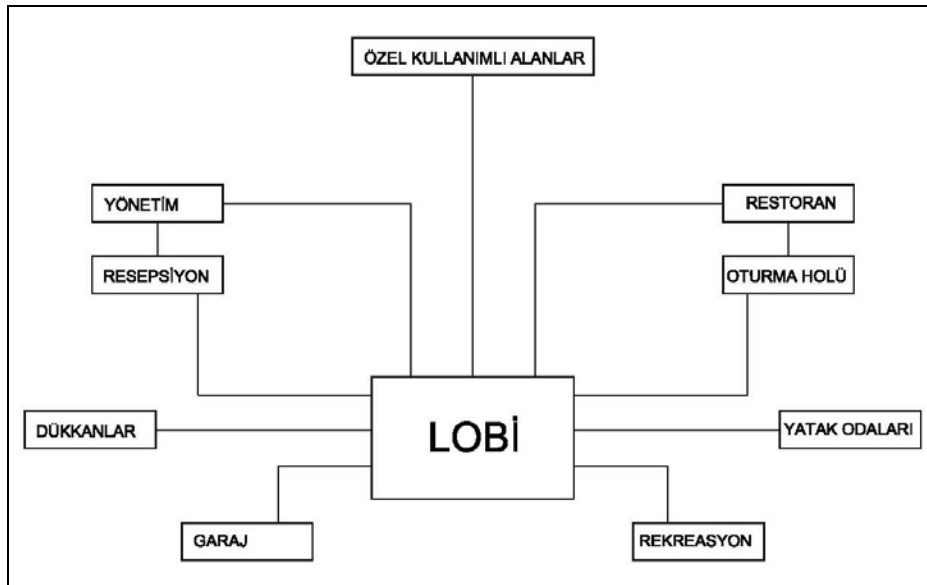 ÖZEL KULLANIMLI ALANLAR
YÖNETİM
RESTORAN
RESEPSİYON
OTURMA HOLÜ
LOBİ
DÜKKANLAR
YATAK ODALARI
GARAJ
REKREASYON